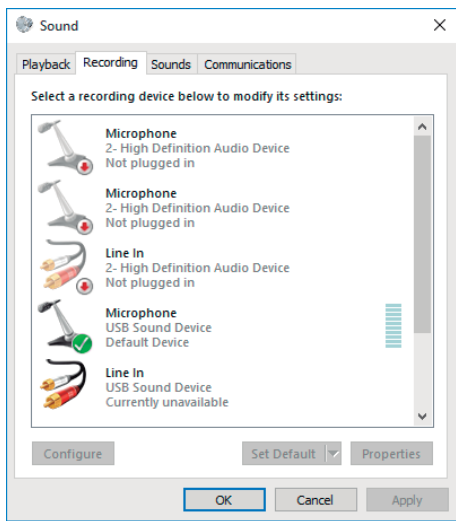 Sound
Playback Recording Sounds Communications
Select a recording device below to modify its settings:
Microphone
2- High Definition Audio Device
Not plugged in
Microphone
2- High Definition Audio Device
Not plugged in
Line In
2- High Definition Audio Device
Not plugged in
Microphone
USB Sound Device
Default Device
Line In
USB Sound Device
Currently unavailable
Configure Set Default Properties
OK Cancel Apply